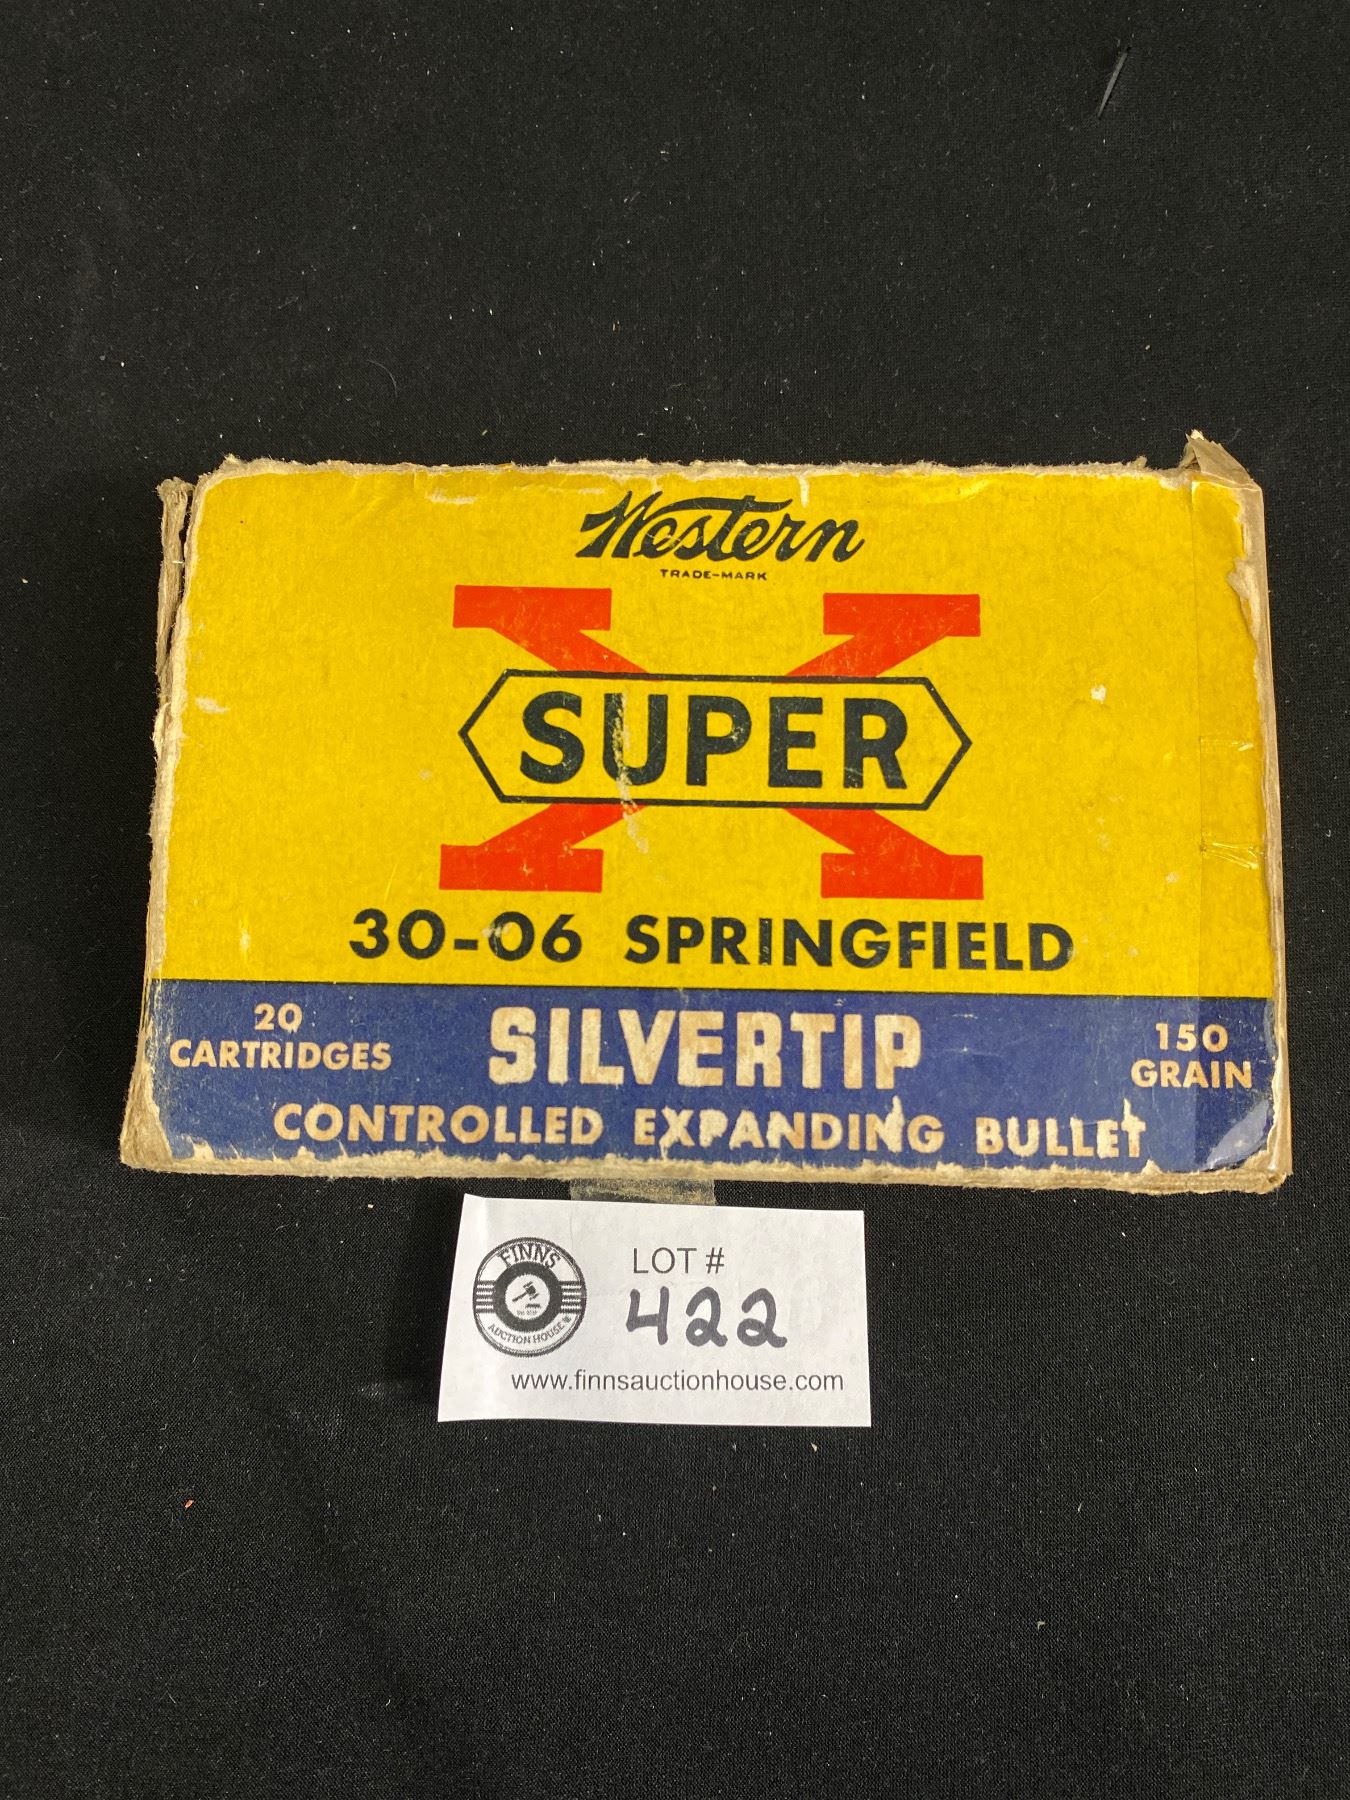 Western
TRADE-MARK
X
SUPER
30-06 SPRINGFIELD
20
CARTRIDGES
SILVERTIP
150
GRAIN
CONTROLLED EXPANDING BULLET
FINNS
AUCTION HOUSE
LOT #
422
www.finnsauctionhouse.com